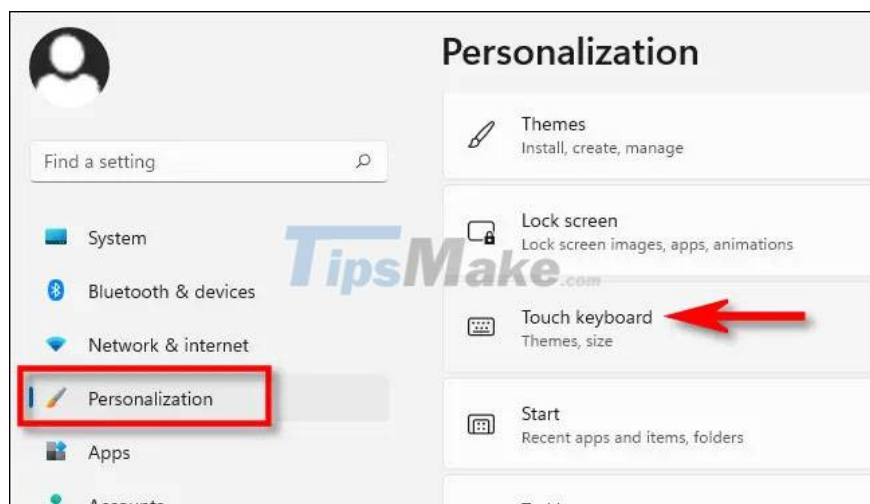 Find a setting
System
Bluetooth & devices
Network & internet
Personalization
Apps
Accounts
Personalization
Themes
Install, create, manage
Lock screen
Lock screen images, apps, animations
Touch keyboard
Themes, size
Start
Recent apps and items, folders
TipsMake.com